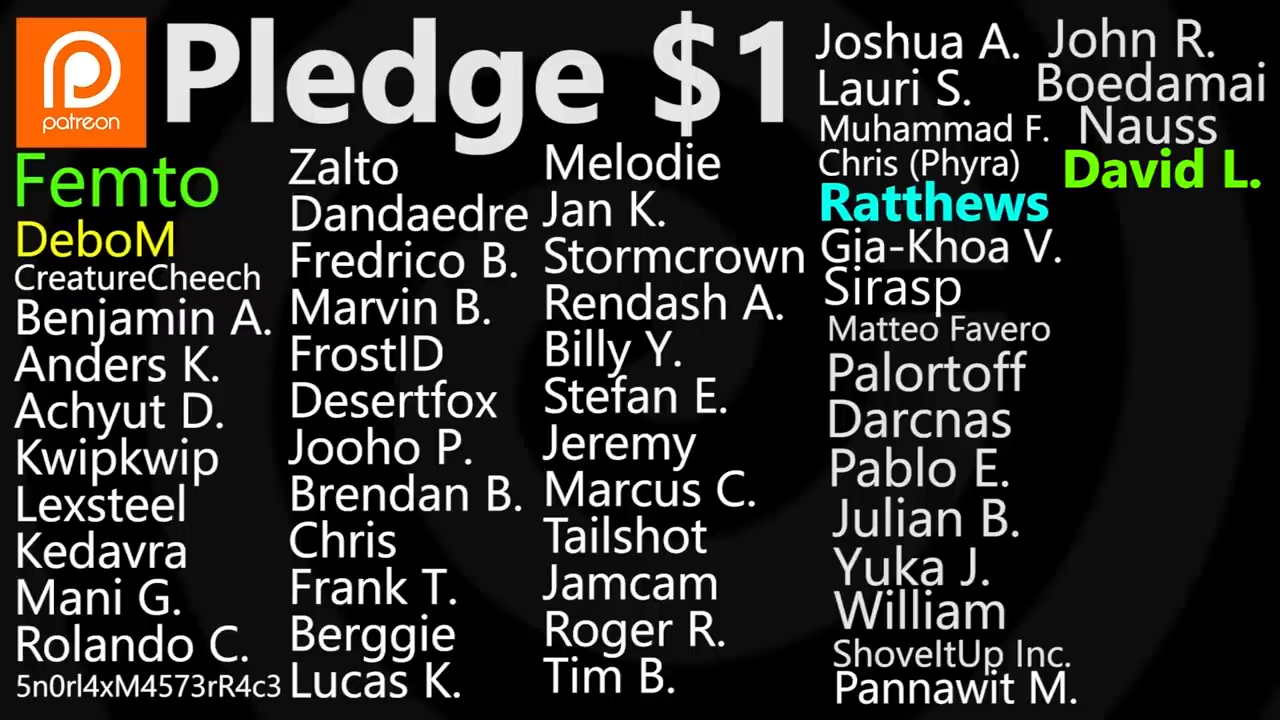 patreon
Pledge $1
Femto
DeboM
CreatureCheech
Benjamin A.
Anders K.
Achyut D.
Kwipkwip
Lexsteel
Kedavra
Mani G.
Rolando C.
5n0rl4xM4573rR4c3
Zalto
Dandaedre
Fredrico B.
Marvin B.
FrostID
Desertfox
Jooho P.
Brendan B.
Chris
Frank T.
Berggie
Lucas K.
Melodie
Jan K.
Stormcrown
Rendash A.
Billy Y.
Stefan E.
Jeremy
Marcus C.
Tailshot
Jamcam
Roger R.
Tim B.
Joshua A.
Lauri S.
Muhammad F.
Chris (Phyra)
Ratthews
Gia-Khoa V.
Sirasp
Matteo Favero
Palortoff
Darcnas
Pablo E.
Julian B.
Yuka J.
William
ShoveItUp Inc.
Pannawit M.
John R.
Boedamai
Nauss
David L.